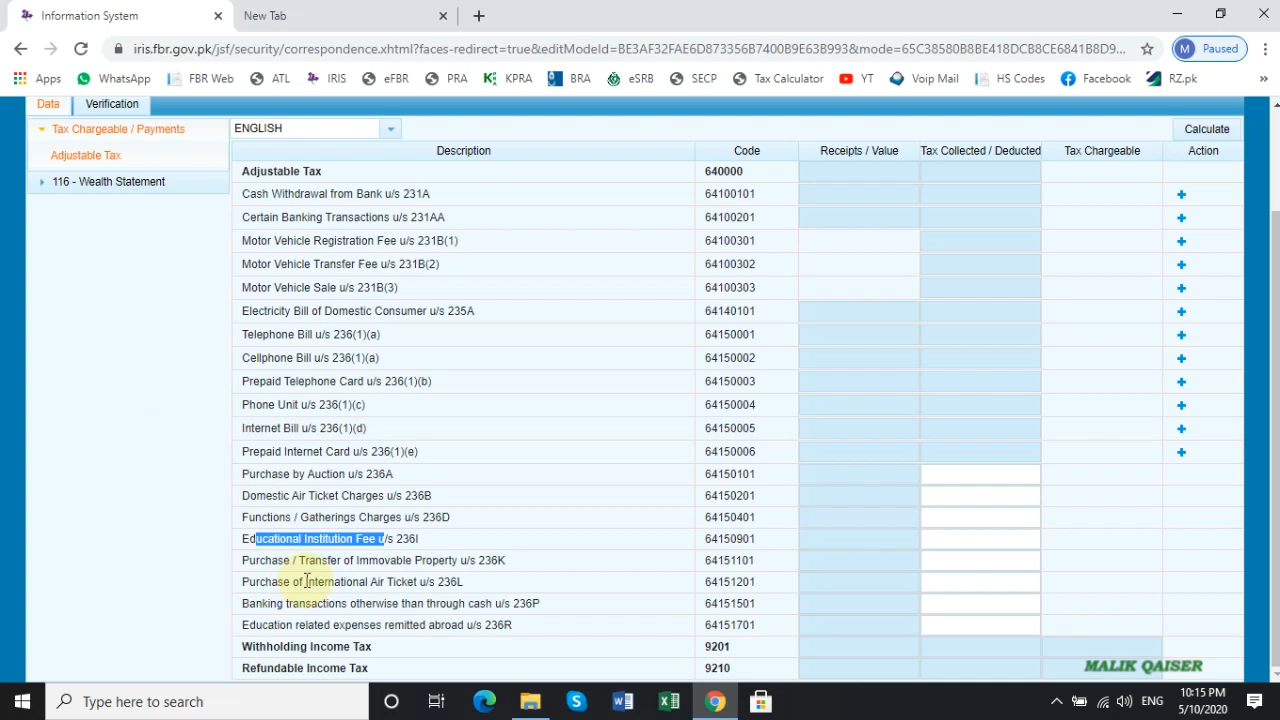 Information System
New Tab
iris.fbr.gov.pk/jsf/security/correspondence.xhtml?faces-redirect=true&editModeId=BE3AF32FAE6D873356B7400B9E63B993&mode=65C38580B8BE418DCB8CE6841B8D9...
M Paused
Apps WhatsApp FBR Web ATL IRIS eFBR PRA KPRA BRA eSRB SECP Tax Calculator YT Voip Mail HS Codes Facebook RZ.pk »
Data Verification
Tax Chargeable / Payments ENGLISH Calculate
Adjustable Tax
116 - Wealth Statement
Description Code Receipts / Value Tax Collected / Deducted Tax Chargeable Action
Adjustable Tax 640000
Cash Withdrawal from Bank u/s 231A 64100101
Certain Banking Transactions u/s 231AA 64100201
Motor Vehicle Registration Fee u/s 231B(1) 64100301
Motor Vehicle Transfer Fee u/s 231B(2) 64100302
Motor Vehicle Sale u/s 231B(3) 64100303
Electricity Bill of Domestic Consumer u/s 235A 64140101
Telephone Bill u/s 236(1)(a) 64150001
Cellphone Bill u/s 236(1)(a) 64150002
Prepaid Telephone Card u/s 236(1)(b) 64150003
Phone Unit u/s 236(1)(c) 64150004
Internet Bill u/s 236(1)(d) 64150005
Prepaid Internet Card u/s 236(1)(e) 64150006
Purchase by Auction u/s 236A 64150101
Domestic Air Ticket Charges u/s 236B 64150201
Functions / Gatherings Charges u/s 236D 64150401
Educational Institution Fee u/s 236I 64150901
Purchase / Transfer of Immovable Property u/s 236K 64151101
Purchase of International Air Ticket u/s 236L 64151201
Banking transactions otherwise than through cash u/s 236P 64151501
Education related expenses remitted abroad u/s 236R 64151701
Withholding Income Tax 9201
Refundable Income Tax 9210
MALIK QAISER
Type here to search
ENG
10:15 PM
5/10/2020